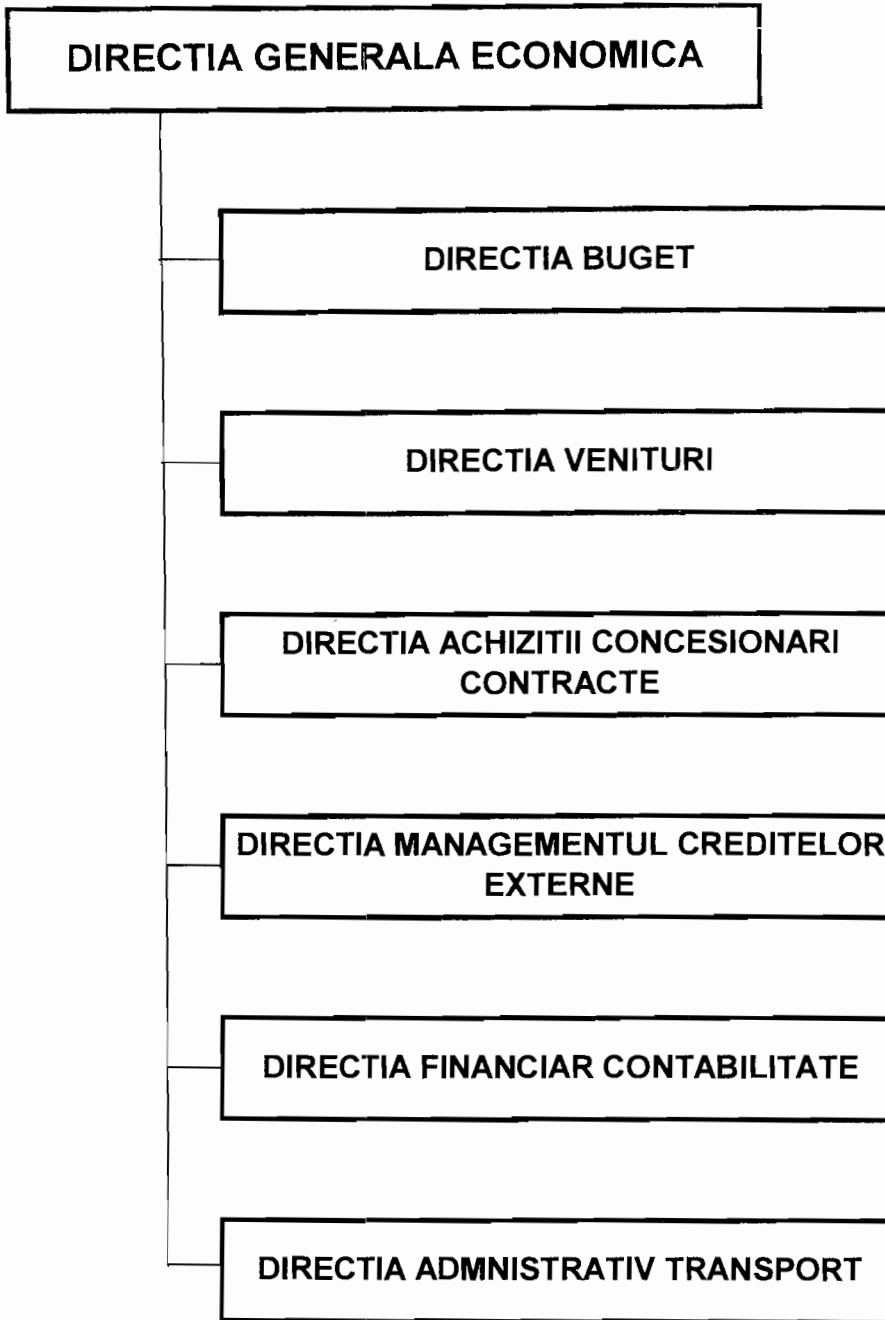 DIRECTIA GENERALA ECONOMICA
DIRECTIA BUGET
DIRECTIA VENITURI
DIRECTIA ACHIZITII CONCESIONARI
CONTRACTE
DIRECTIA MANAGEMENTUL CREDITELOR
EXTERNE
DIRECTIA FINANCIAR CONTABILITATE
DIRECTIA ADMNISTRATIV TRANSPORT